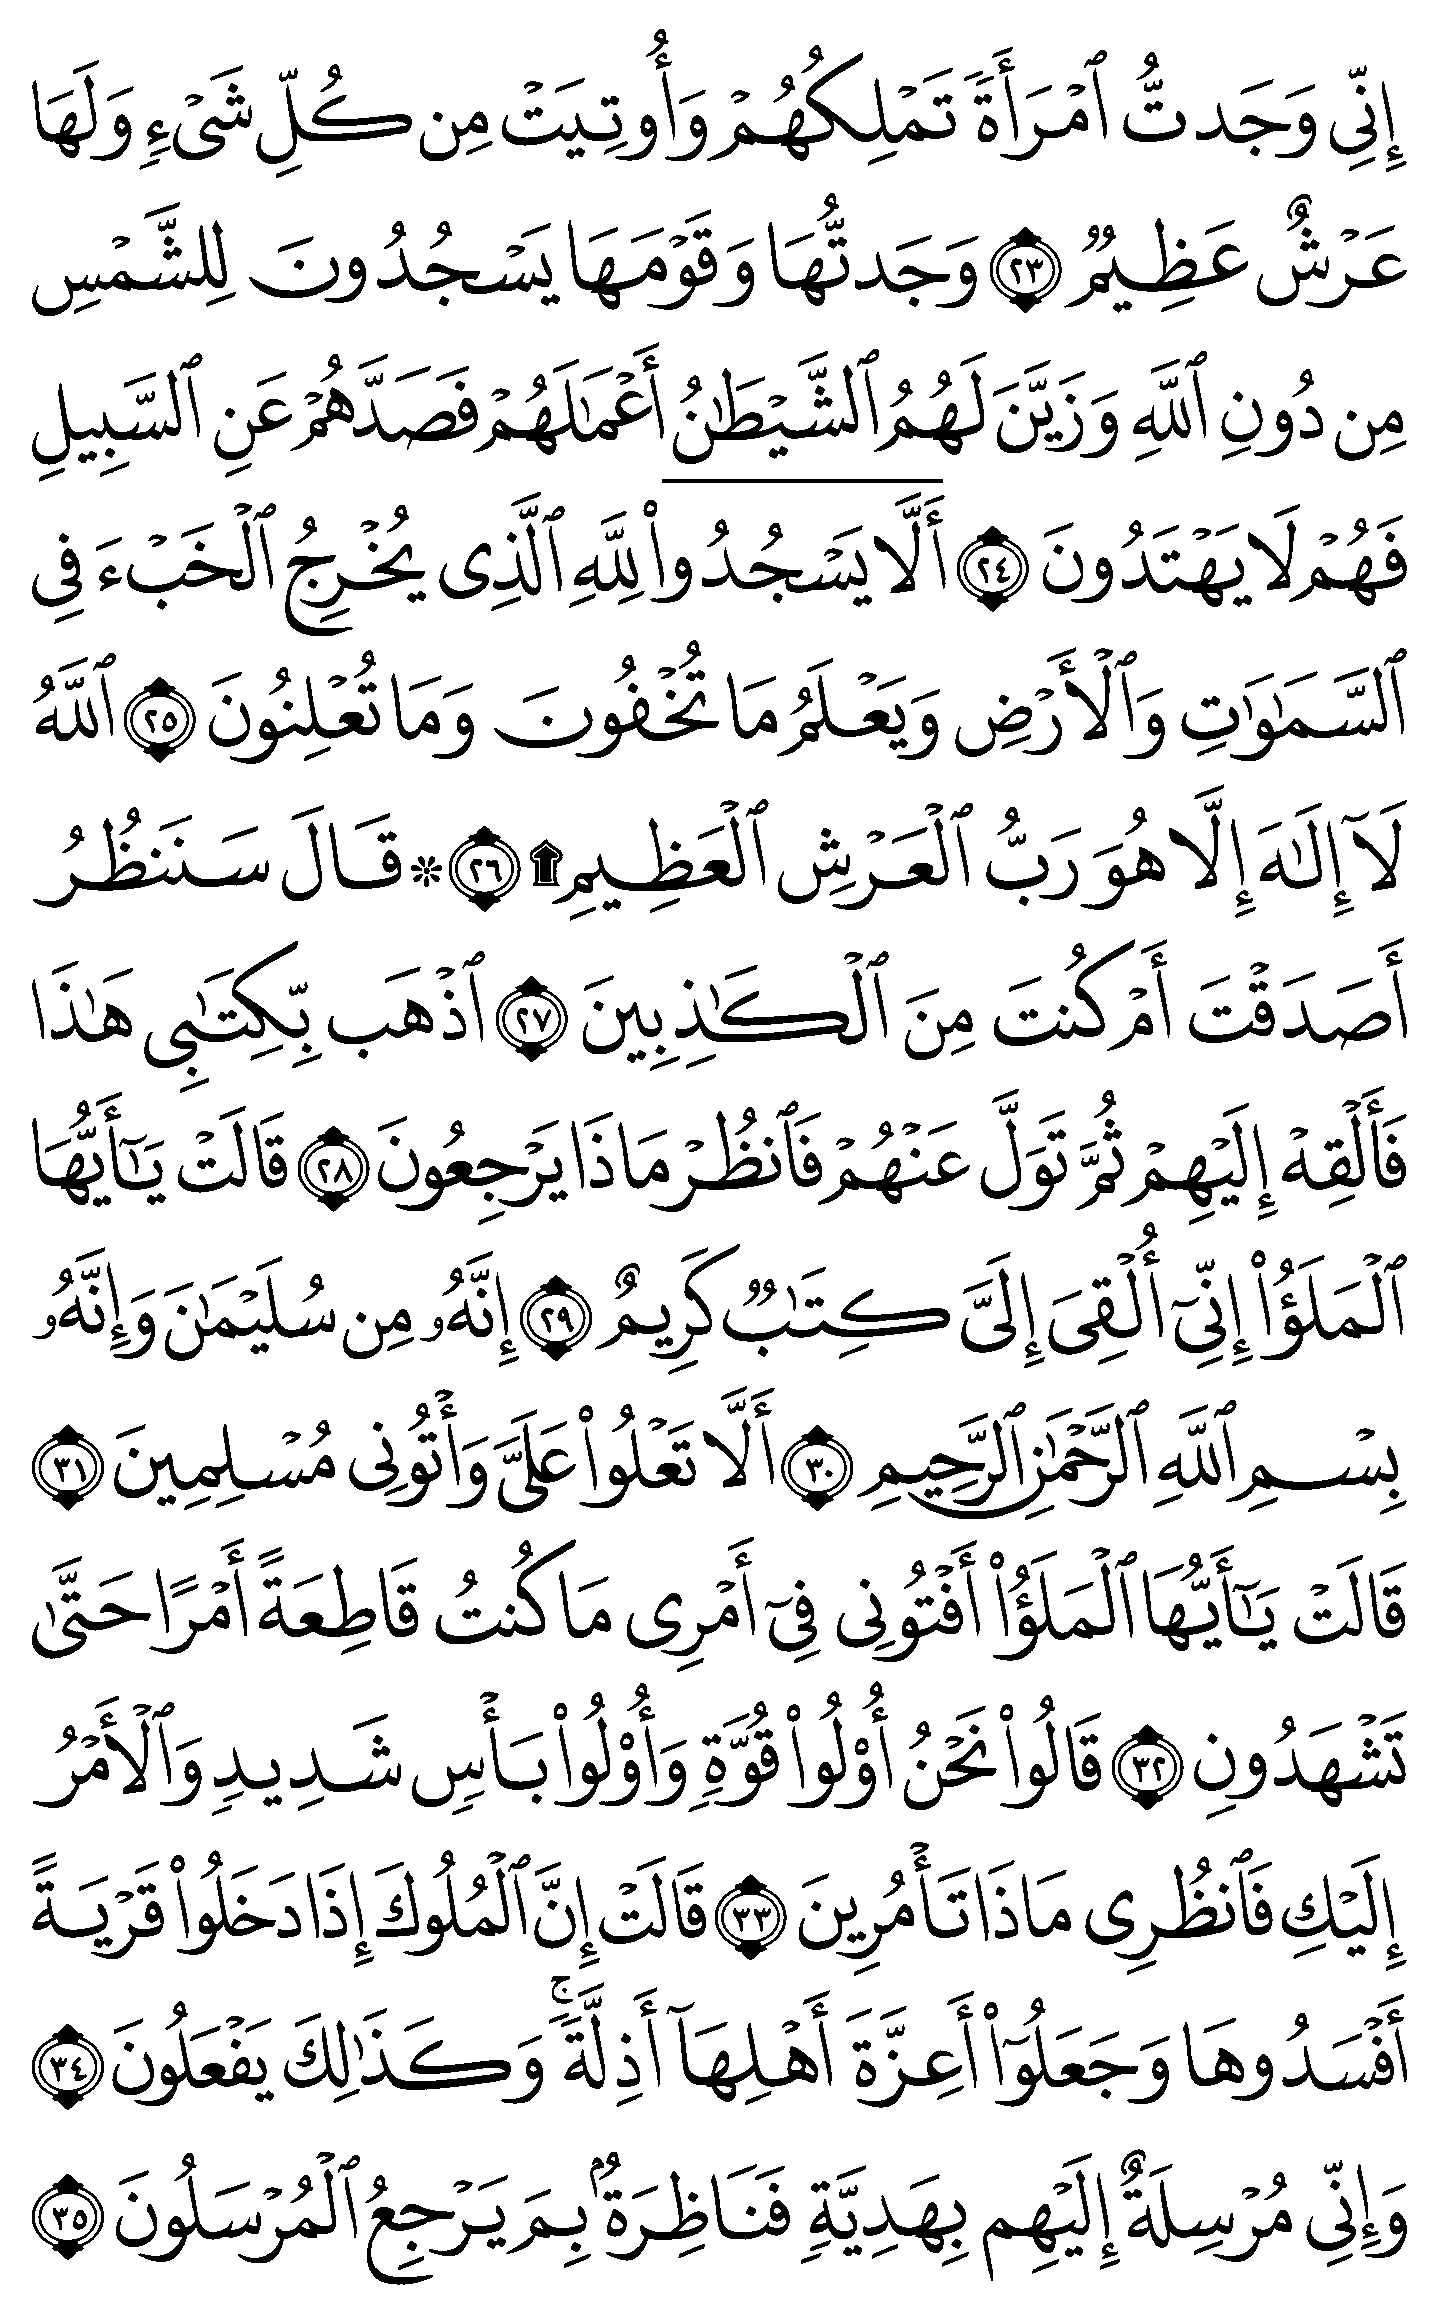 إِنِّي وَجَدتُّ ٱمْرَأَةً تَمْلِكُهُمْ وَأُوتِيَتْ مِن كُلِّ شَىْءٍ وَلَهَا
عَرْشٌ عَظِيمٌ ٢٣ وَجَدتُّهَا وَقَوْمَهَا يَسْجُدُونَ لِلشَّمْسِ
مِن دُونِ ٱللَّهِ وَزَيَّنَ لَهُمُ ٱلشَّيْطَٰنُ أَعْمَٰلَهُمْ فَصَدَّهُمْ عَنِ ٱلسَّبِيلِ
فَهُمْ لَا يَهْتَدُونَ ٢٤ أَلَّا يَسْجُدُوا۟ لِلَّهِ ٱلَّذِى يُخْرِجُ ٱلْخَبْءَ فِى
ٱلسَّمَٰوَٰتِ وَٱلْأَرْضِ وَيَعْلَمُ مَا تُخْفُونَ وَمَا تُعْلِنُونَ ٢٥ ٱللَّهُ
لَآ إِلَٰهَ إِلَّا هُوَ رَبُّ ٱلْعَرْشِ ٱلْعَظِيمِ ۩ ٢٦ ۞ قَالَ سَنَنظُرُ
أَصَدَقْتَ أَمْ كُنتَ مِنَ ٱلْكَٰذِبِينَ ٢٧ ٱذْهَب بِّكِتَٰبِى هَٰذَا
فَأَلْقِهْ إِلَيْهِمْ ثُمَّ تَوَلَّ عَنْهُمْ فَٱنظُرْ مَاذَا يَرْجِعُونَ ٢٨ قَالَتْ يَٰٓأَيُّهَا
ٱلْمَلَؤُا۟ إِنِّىٓ أُلْقِىَ إِلَىَّ كِتَٰبٌ كَرِيمٌ ٢٩ إِنَّهُۥ مِن سُلَيْمَٰنَ وَإِنَّهُۥ
بِسْمِ ٱللَّهِ ٱلرَّحْمَٰنِ ٱلرَّحِيمِ ٣٠ أَلَّا تَعْلُوا۟ عَلَىَّ وَأْتُونِى مُسْلِمِينَ ٣١
قَالَتْ يَٰٓأَيُّهَا ٱلْمَلَؤُا۟ أَفْتُونِى فِىٓ أَمْرِى مَا كُنتُ قَاطِعَةً أَمْرًا حَتَّىٰ
تَشْهَدُونِ ٣٢ قَالُوا۟ نَحْنُ أُو۟لُوا۟ قُوَّةٍ وَأُو۟لُوا۟ بَأْسٍ شَدِيدٍ وَٱلْأَمْرُ
إِلَيْكِ فَٱنظُرِى مَاذَا تَأْمُرِينَ ٣٣ قَالَتْ إِنَّ ٱلْمُلُوكَ إِذَا دَخَلُوا۟ قَرْيَةً
أَفْسَدُوهَا وَجَعَلُوٓا۟ أَعِزَّةَ أَهْلِهَآ أَذِلَّةً ۚ وَكَذَٰلِكَ يَفْعَلُونَ ٣٤
وَإِنِّى مُرْسِلَةٌ إِلَيْهِم بِهَدِيَّةٍ فَنَاظِرَةٌۢ بِمَ يَرْجِعُ ٱلْمُرْسَلُونَ ٣٥